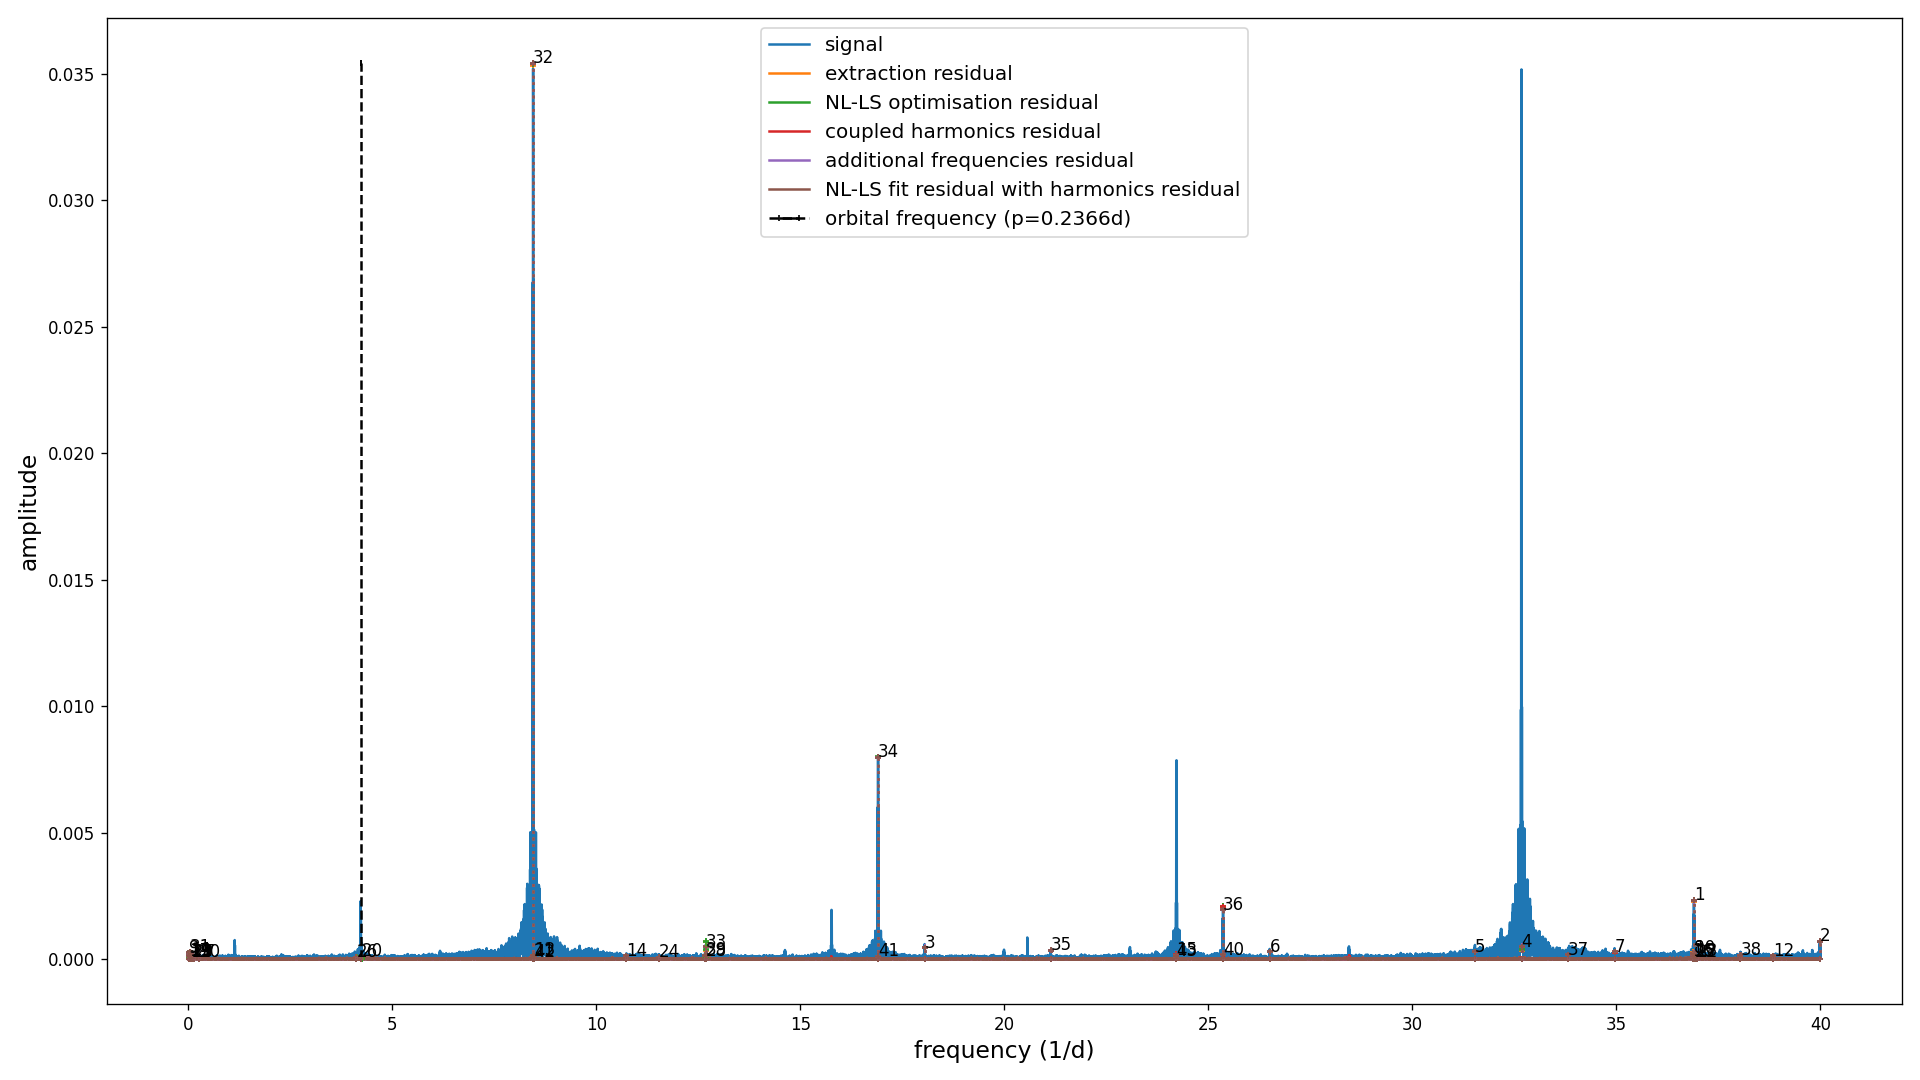 signal
extraction residual
NL-LS optimisation residual
coupled harmonics residual
additional frequencies residual
NL-LS fit residual with harmonics residual
orbital frequency (p=0.2366d)
amplitude
0.035
0.030
0.025
0.020
0.015
0.010
0.005
0.000
32
34
33
3
35
36
40
6
5
4
37
7
1
38
12
2
20
14
24
41
0 5 10 15 20 25 30 35 40
frequency (1/d)